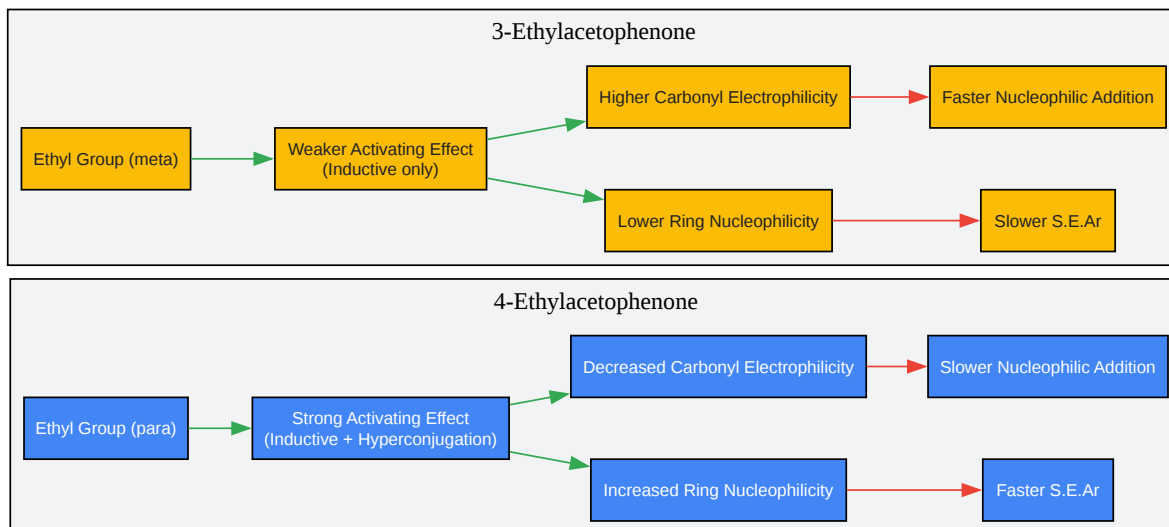 3-Ethylacetophenone
Higher Carbonyl Electrophilicity
Faster Nucleophilic Addition
Ethyl Group (meta)
Weaker Activating Effect
(Inductive only)
Lower Ring Nucleophilicity
Slower S.E.Ar
4-Ethylacetophenone
Decreased Carbonyl Electrophilicity
Slower Nucleophilic Addition
Ethyl Group (para)
Strong Activating Effect
(Inductive + Hyperconjugation)
Increased Ring Nucleophilicity
Faster S.E.Ar